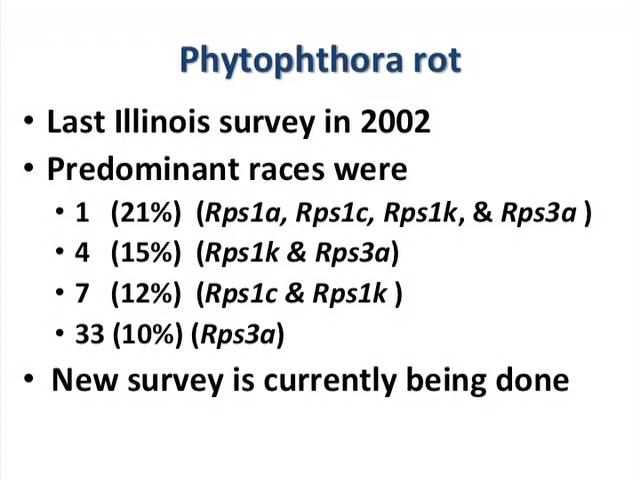 Phytophthora rot
• Last Illinois survey in 2002
• Predominant races were
• 1 (21%) (Rps1a, Rps1c, Rps1k, & Rps3a )
• 4 (15%) (Rps1k & Rps3a)
• 7 (12%) (Rps1c & Rps1k )
• 33 (10%) (Rps3a)
• New survey is currently being done